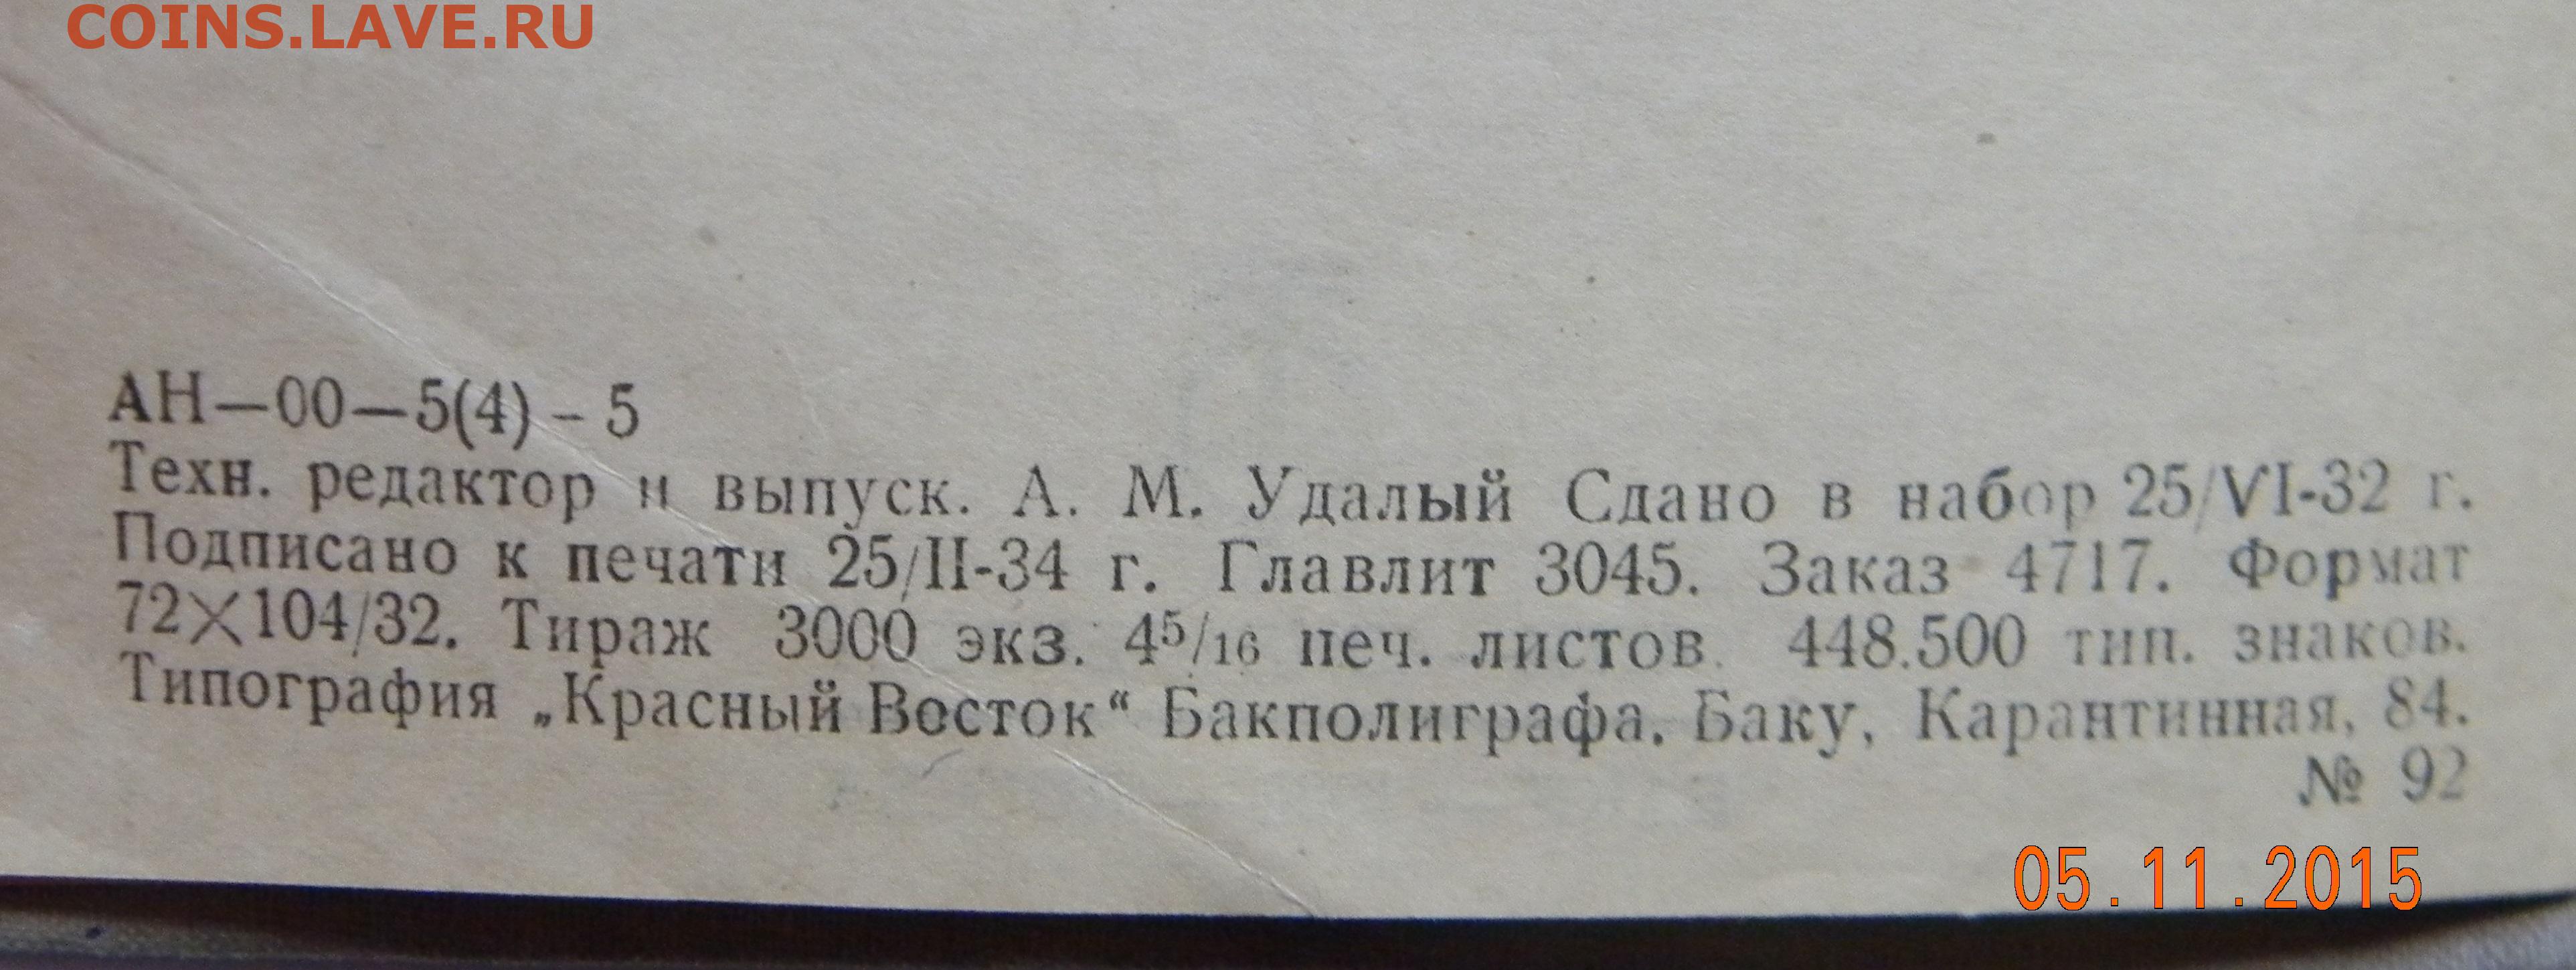 COINS.LAVE.RU
АН—00—5(4) – 5
Техн. редактор и выпуск. А. М. Удалый Сдано в набор 25/VI-32 г.
Подписано к печати 25/II-34 г. Главлит 3045. Заказ 4717. Формат
72×104/32. Тираж 3000 экз. 4⁵/₁₆ печ. листов. 448.500 тип. знаков.
Типография „Красный Восток“ Бакполиграфа. Баку, Карантинная, 84.
№ 92
05.11.2015